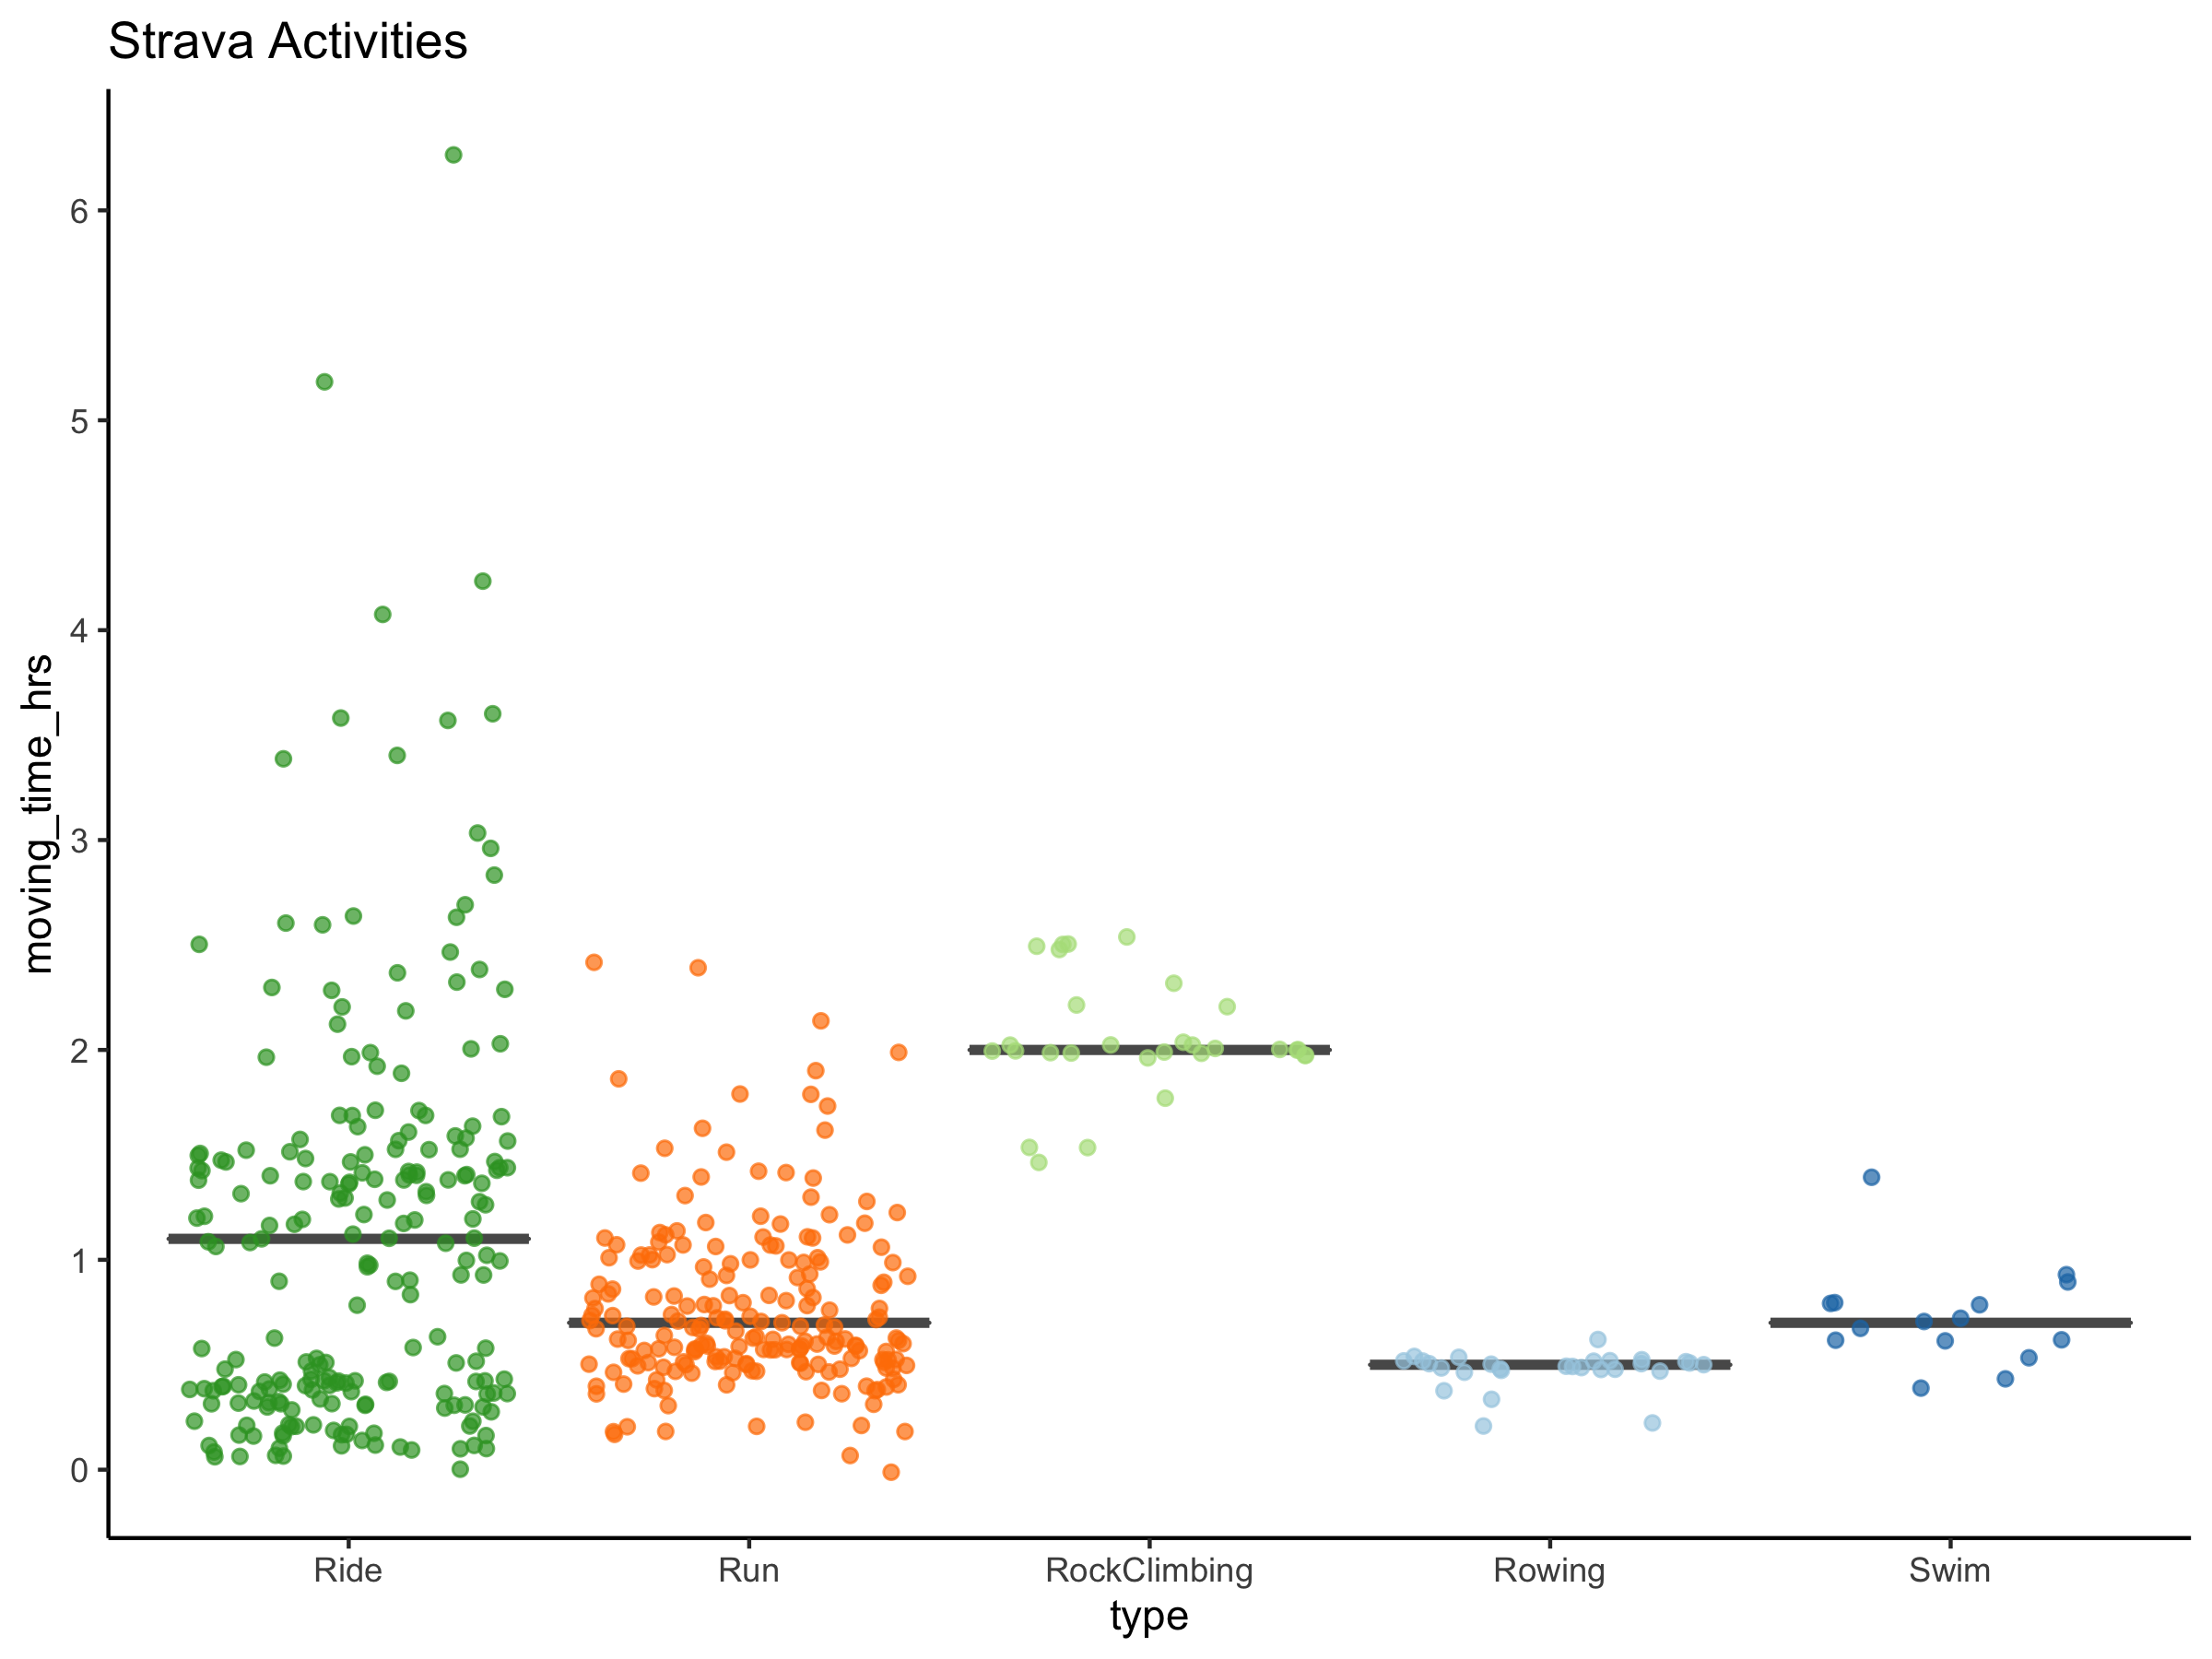 Strava Activities
moving_time_hrs
6
5
4
3
2
1
0
Ride Run RockClimbing Rowing Swim
type